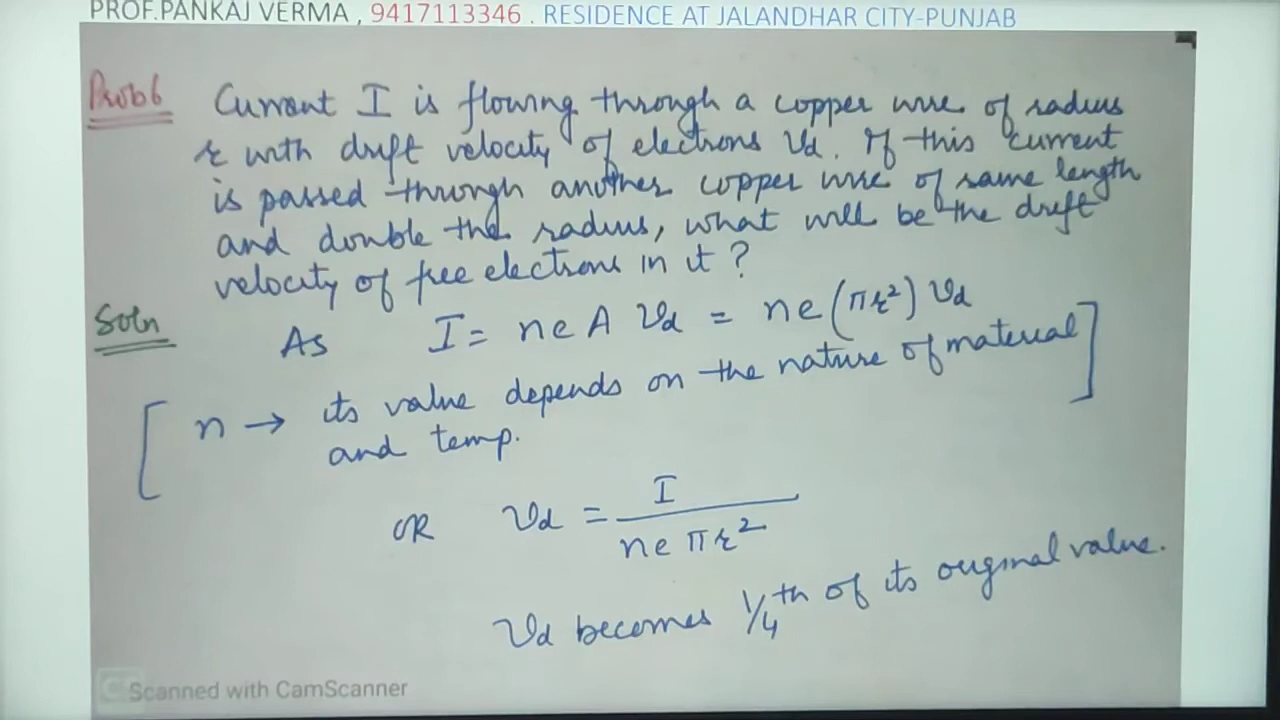 PROF.PANKAJ VERMA , 9417113346 . RESIDENCE AT JALANDHAR CITY-PUNJAB
Prob6 Current I is flowing through a copper wire of radius
r with drift velocity of electrons vd. If this current
is passed through another copper wire of same length
and double the radius, what will be the drift
velocity of free electrons in it ?
Soln As I = neA vd = ne(πr²) vd
[ n → its value depends on the nature of material ]
and temp.
OR vd = I / neπr²
vd becomes 1/4th of its original value.
CS Scanned with CamScanner